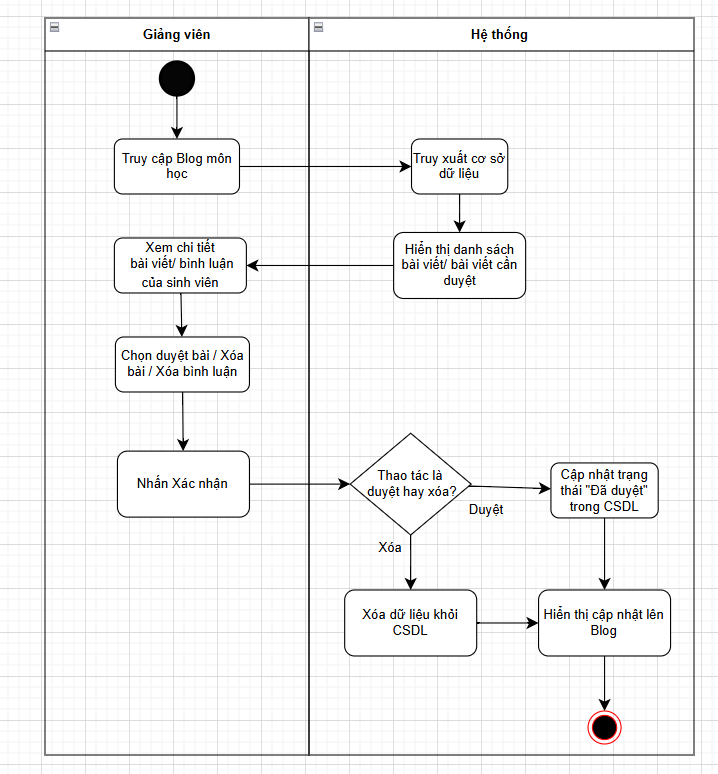 Giảng viên
Hệ thống
Truy cập Blog môn
học
Truy xuất cơ sở
dữ liệu
Hiển thị danh sách
bài viết/ bài viết cần
duyệt
Xem chi tiết
bài viết/ bình luận
của sinh viên
Chọn duyệt bài / Xóa
bài / Xóa bình luận
Nhấn Xác nhận
Thao tác là
duyệt hay xóa?
Duyệt
Cập nhật trạng
thái "Đã duyệt"
trong CSDL
Xóa
Xóa dữ liệu khỏi
CSDL
Hiển thị cập nhật lên
Blog